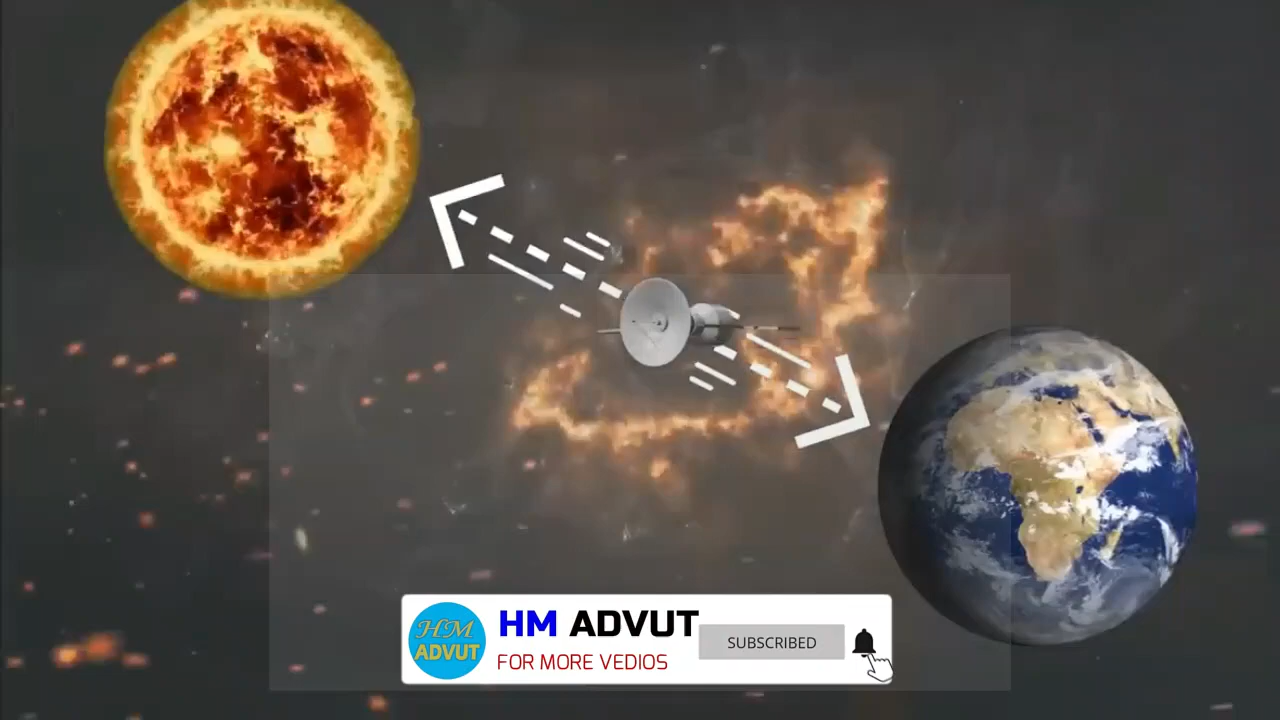 HM
ADVUT
HM ADVUT
FOR MORE VEDIOS
SUBSCRIBED